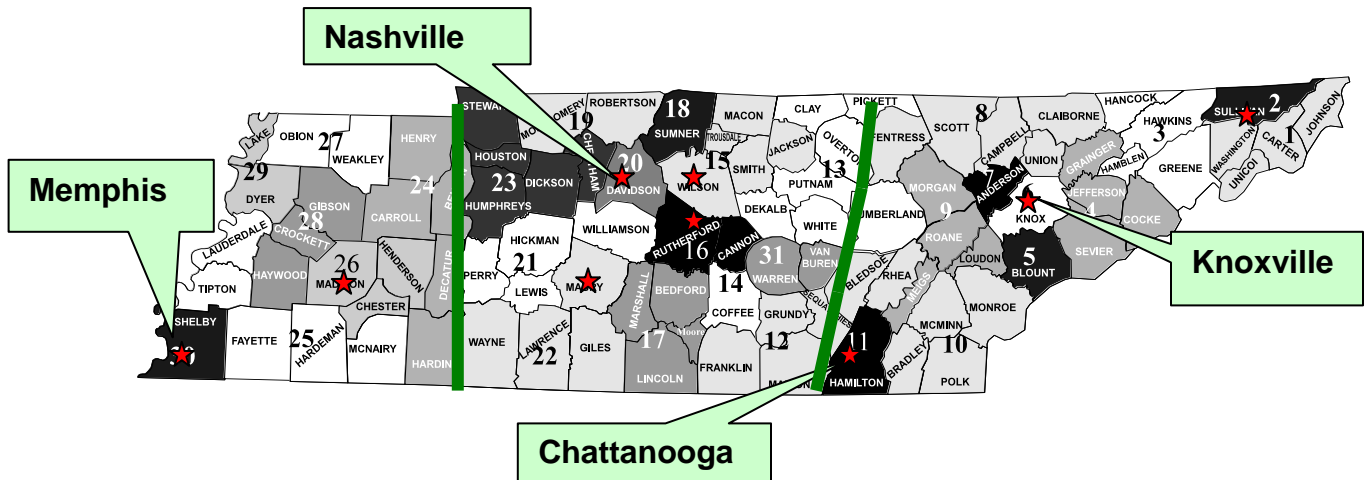 Nashville
Memphis
Knoxville
Chattanooga
LAKE
OBION
27
WEAKLEY
HENRY
29
DYER
GIBSON
28
CROCKETT
CARROLL
24
LAUDERDALE
HAYWOOD
26
HENDERSON
DECATUR
TIPTON
CHESTER
SHELBY
FAYETTE
25
HARDEMAN
MCNAIRY
HARDIN
ROBERTSON
18
SUMNER
19
MACON
TROUSDALE
CLAY
PICKETT
HOUSTON
23
DICKSON
HUMPHREYS
20
DAVIDSON
15
WILSON
SMITH
JACKSON
OVERTON
13
PUTNAM
DEKALB
WHITE
HICKMAN
WILLIAMSON
RUTHERFORD
16
CANNON
31
WARREN
VAN
BUREN
PERRY
21
LEWIS
MARSHALL
BEDFORD
14
COFFEE
Moore
17
GRUNDY
12
WAYNE
LAWRENCE
22
GILES
LINCOLN
FRANKLIN
FENTRESS
SCOTT
8
CAMPBELL
CLAIBORNE
HANCOCK
HAWKINS
3
SULLIVAN
2
JOHNSON
1
CARTER
WASHINGTON
UNICOI
GREENE
HAMBLEN
GRAINGER
UNION
7
ANDERSON
MORGAN
9
KNOX
JEFFERSON
4
COCKE
SEVIER
ROANE
LOUDON
5
BLOUNT
BLEDSOE
RHEA
MEIGS
MONROE
MCMINN
10
11
HAMILTON
BRADLEY
POLK